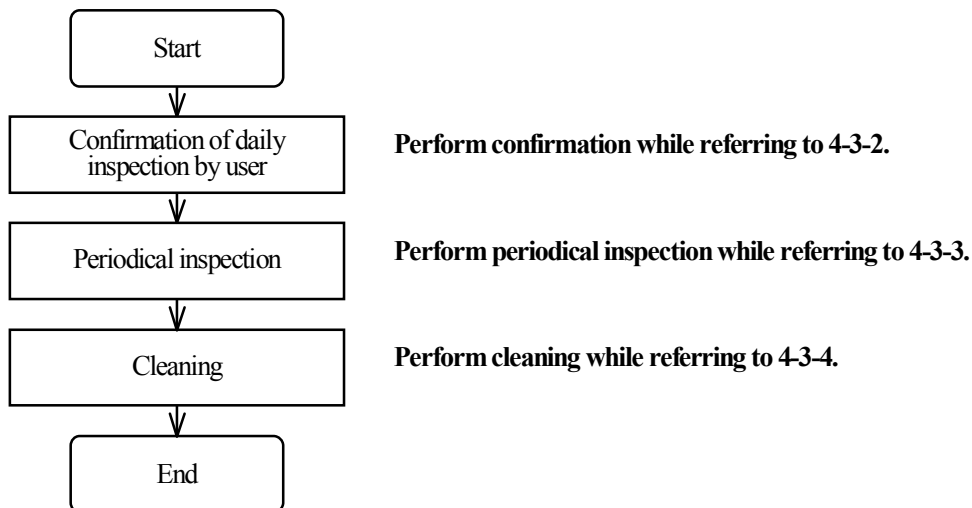 Start
Confirmation of daily
inspection by user
Perform confirmation while referring to 4-3-2.
Periodical inspection
Perform periodical inspection while referring to 4-3-3.
Cleaning
Perform cleaning while referring to 4-3-4.
End